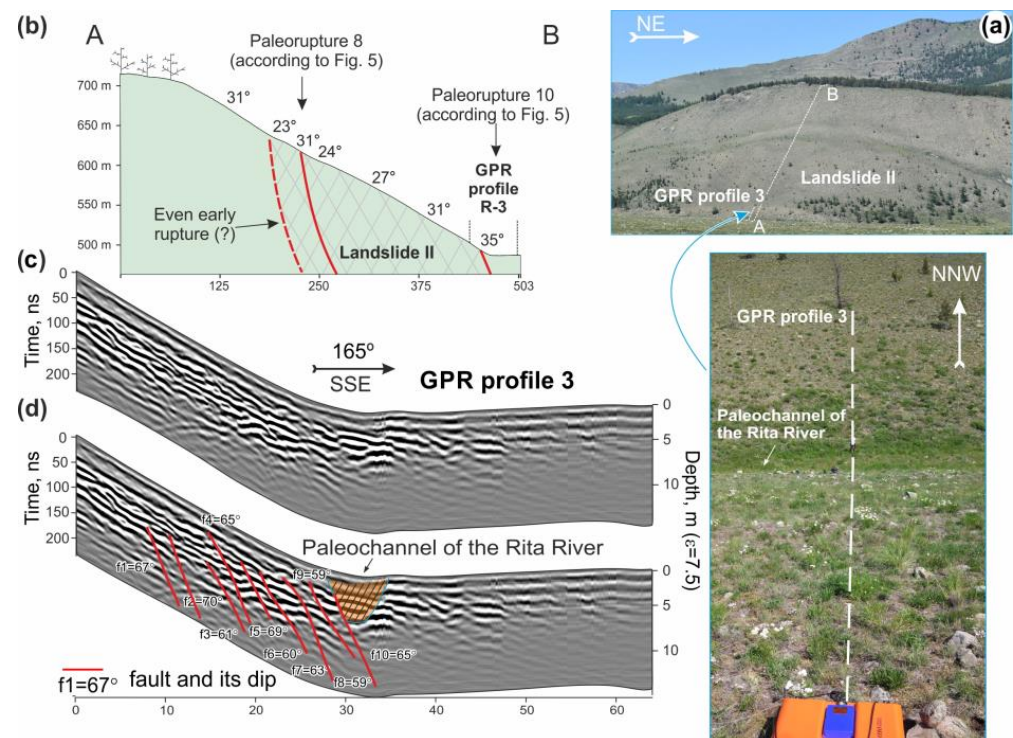 (b)
A
B
Paleorupture 8
(according to Fig. 5)
Paleorupture 10
(according to Fig. 5)
700 m
650 m
600 m
550 m
500 m
31°
23°
31°
24°
27°
31°
35°
GPR
profile
R-3
Even early
rupture (?)
Landslide II
125
250
375
503
(a)
NE
B
Landslide II
GPR profile 3
A
NNW
GPR profile 3
Paleochannel of
the Rita River
(c)
0
50
100
150
200
Time, ns
165°
SSE
GPR profile 3
0
5
10
(d)
0
50
100
150
200
Time, ns
Depth, m (ε=7.5)
f4=65°
Paleochannel of the Rita River
f9=59°
f1=67°
f2=70°
f3=61°
f5=69
f6=60°
f7=63°
f8=59°
f10=65°
0
5
10
f1=67° fault and its dip
0
10
20
30
40
50
60